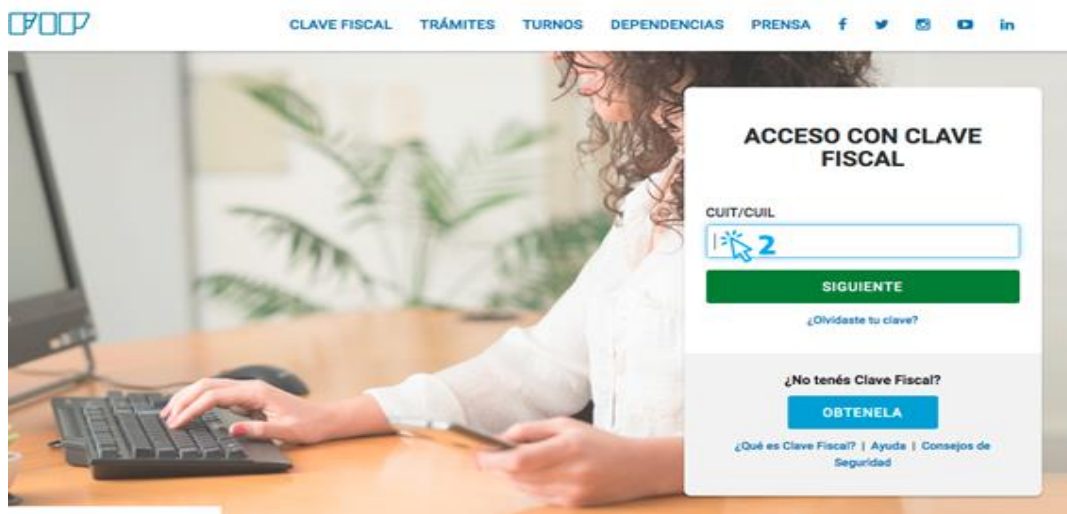 CLAVE FISCAL TRÁMITES TURNOS DEPENDENCIAS PRENSA f in
ACCESO CON CLAVE
FISCAL
CUIT/CUIL
2
SIGUIENTE
¿Olvidaste tu clave?
¿No tenés Clave Fiscal?
OBTENELA
¿Qué es Clave Fiscal? | Ayuda | Consejos de
Seguridad